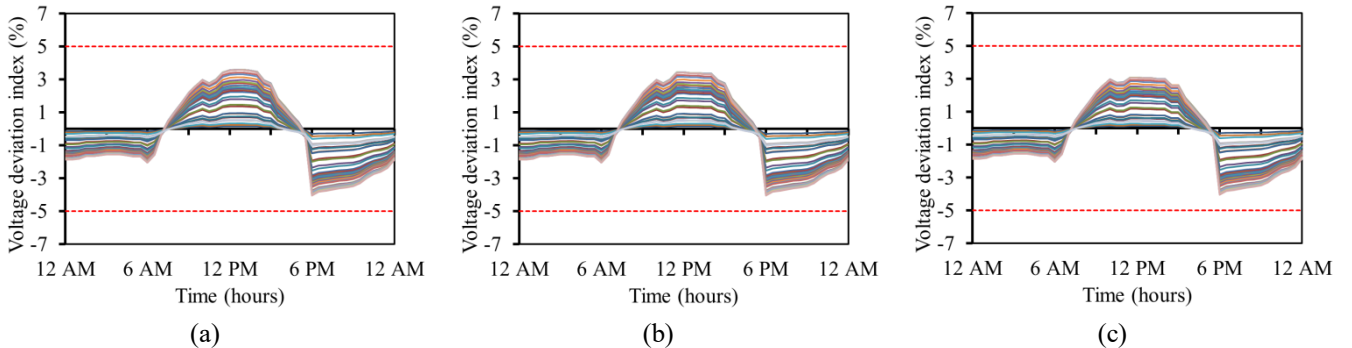 Voltage deviation index (%)
7
5
3
1
-1
-3
-5
-7
12 AM 6 AM 12 PM 6 PM 12 AM
Time (hours)
(a)
Voltage deviation index (%)
7
5
3
1
-1
-3
-5
-7
12 AM 6 AM 12 PM 6 PM 12 AM
Time (hours)
(b)
Voltage deviation index (%)
7
5
3
1
-1
-3
-5
-7
12 AM 6 AM 12 PM 6 PM 12 AM
Time (hours)
(c)